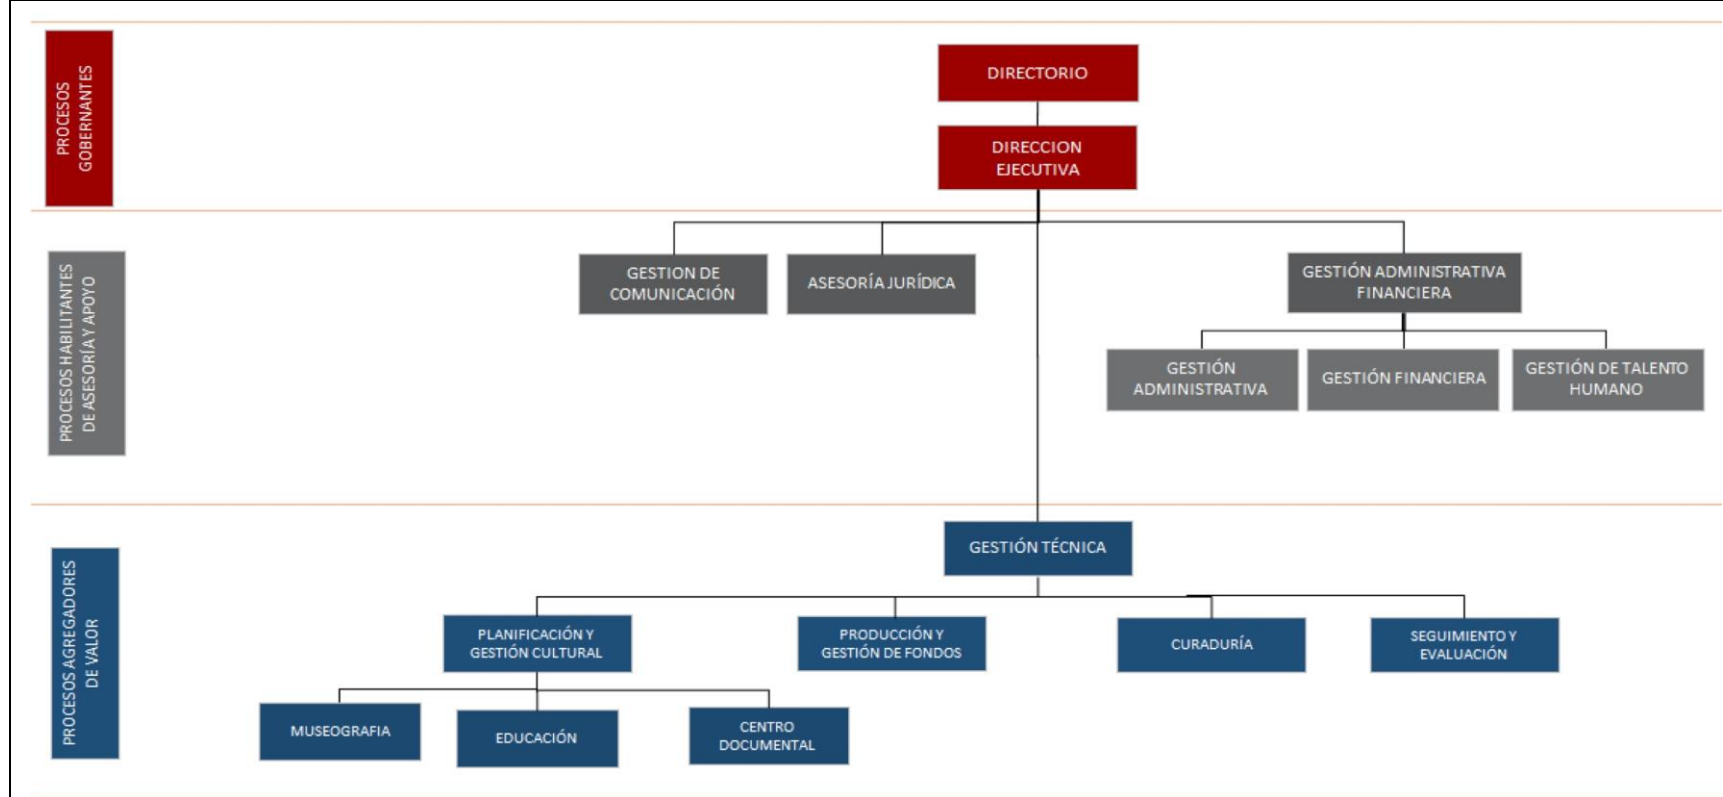 PROCESOS
GOBERNANTES
DIRECTORIO
DIRECCION
EJECUTIVA
PROCESOS HABILITANTES
DE ASESORÍA Y APOYO
GESTION DE
COMUNICACIÓN
ASESORÍA JURÍDICA
GESTIÓN ADMINISTRATIVA
FINANCIERA
GESTIÓN
ADMINISTRATIVA
GESTIÓN FINANCIERA
GESTIÓN DE TALENTO
HUMANO
PROCESOS AGREGADORES
DE VALOR
GESTIÓN TÉCNICA
PLANIFICACIÓN Y
GESTIÓN CULTURAL
PRODUCCIÓN Y
GESTIÓN DE FONDOS
CURADURÍA
SEGUIMIENTO Y
EVALUACIÓN
MUSEOGRAFIA
EDUCACIÓN
CENTRO
DOCUMENTAL